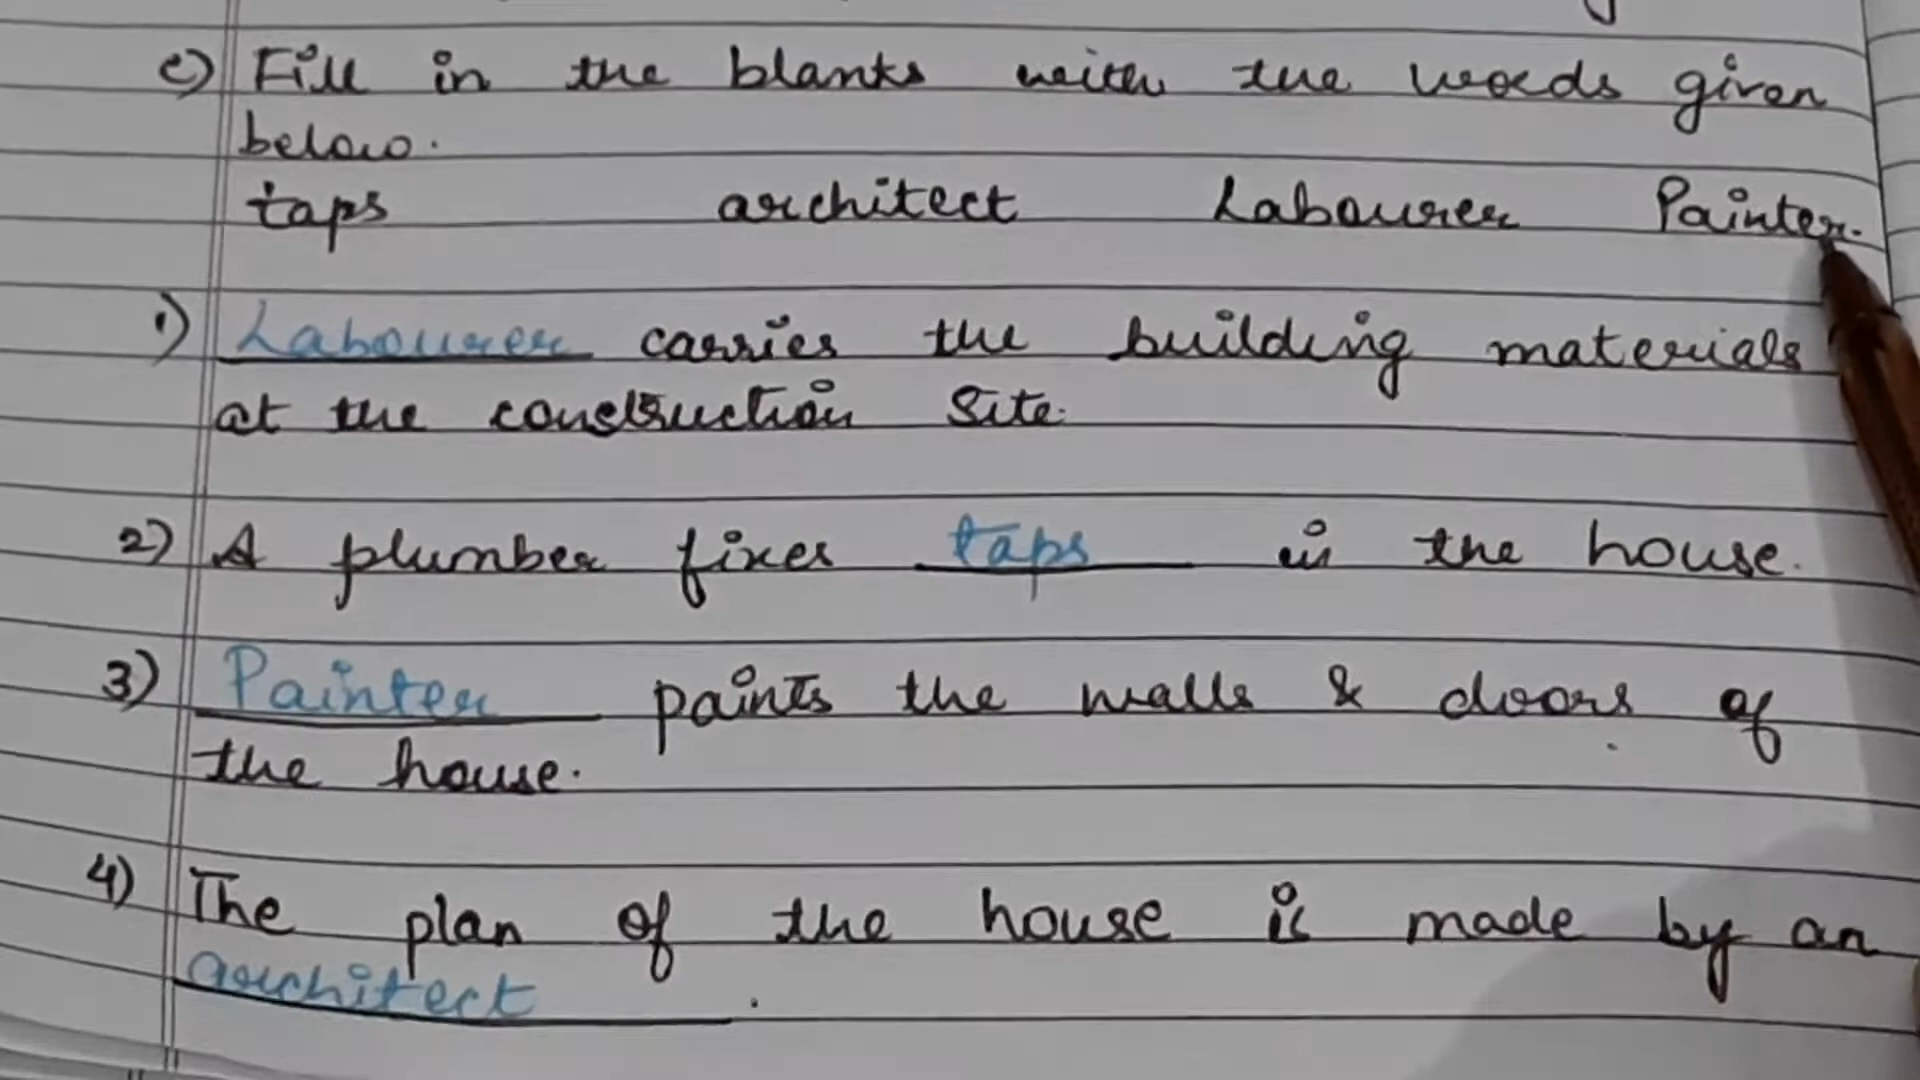 c) Fill in the blanks with the words given
below.
taps architect Labourer Painter.
1) Labourer carries the building materials
at the construction Site.
2) A plumber fixes taps in the house.
3) Painter paints the walls & doors of
the house.
4) The plan of the house is made by an
architect.